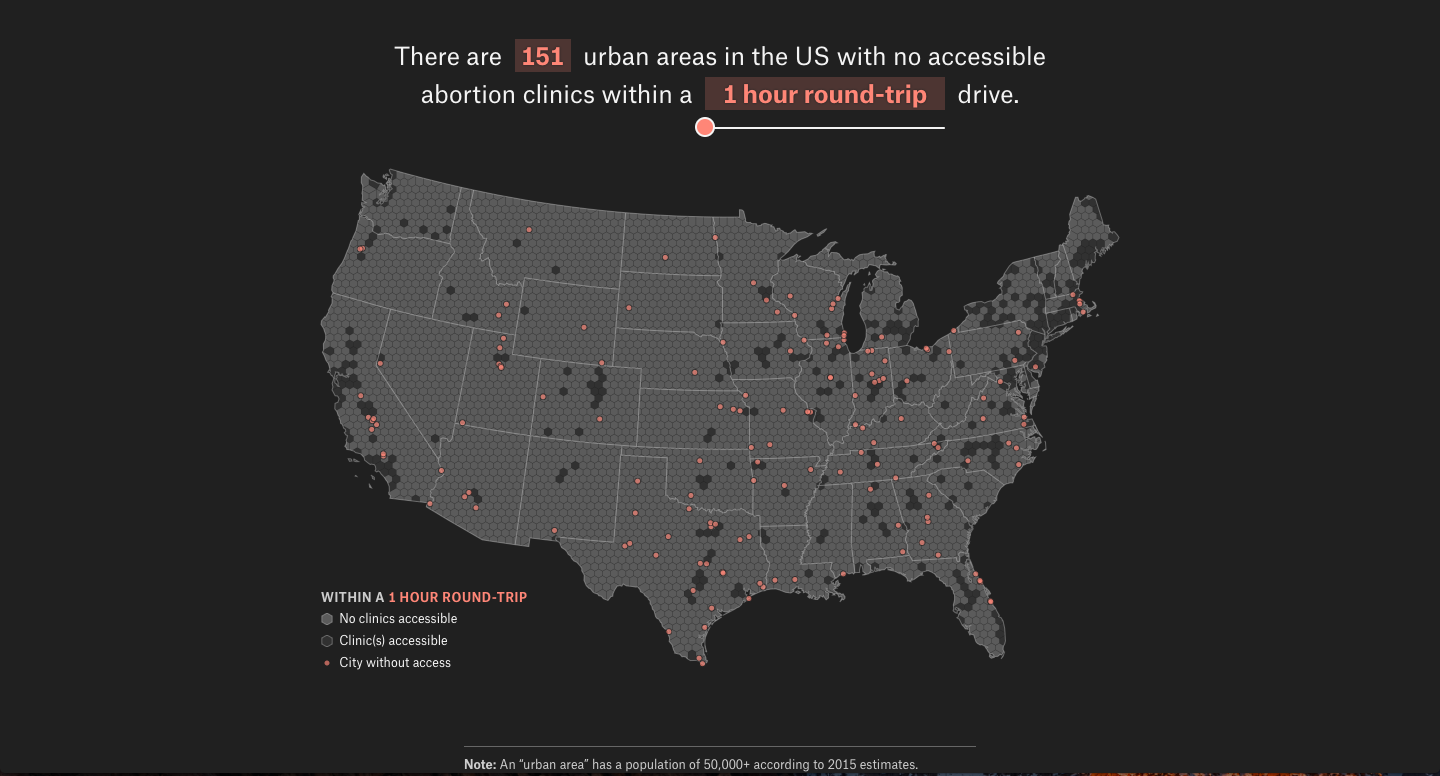 There are 151 urban areas in the US with no accessible
abortion clinics within a 1 hour round-trip drive.
WITHIN A 1 HOUR ROUND-TRIP
No clinics accessible
Clinic(s) accessible
City without access
Note: An “urban area” has a population of 50,000+ according to 2015 estimates.